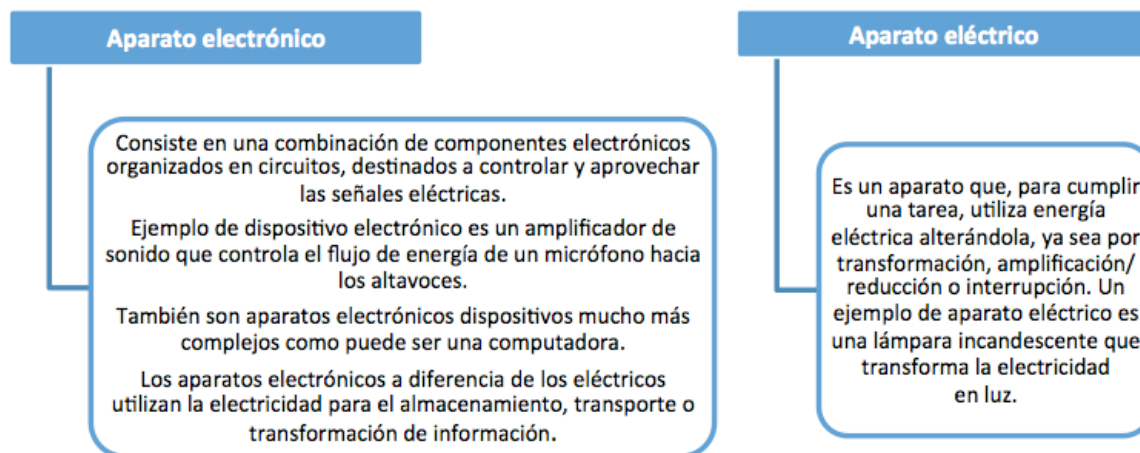 Aparato electrónico
Consiste en una combinación de componentes electrónicos
organizados en circuitos, destinados a controlar y aprovechar
las señales eléctricas.
Ejemplo de dispositivo electrónico es un amplificador de
sonido que controla el flujo de energía de un micrófono hacia
los altavoces.
También son aparatos electrónicos dispositivos mucho más
complejos como puede ser una computadora.
Los aparatos electrónicos a diferencia de los eléctricos
utilizan la electricidad para el almacenamiento, transporte o
transformación de información.
Aparato eléctrico
Es un aparato que, para cumplir
una tarea, utiliza energía
eléctrica alterándola, ya sea por
transformación, amplificación/
reducción o interrupción. Un
ejemplo de aparato eléctrico es
una lámpara incandescente que
transforma la electricidad
en luz.